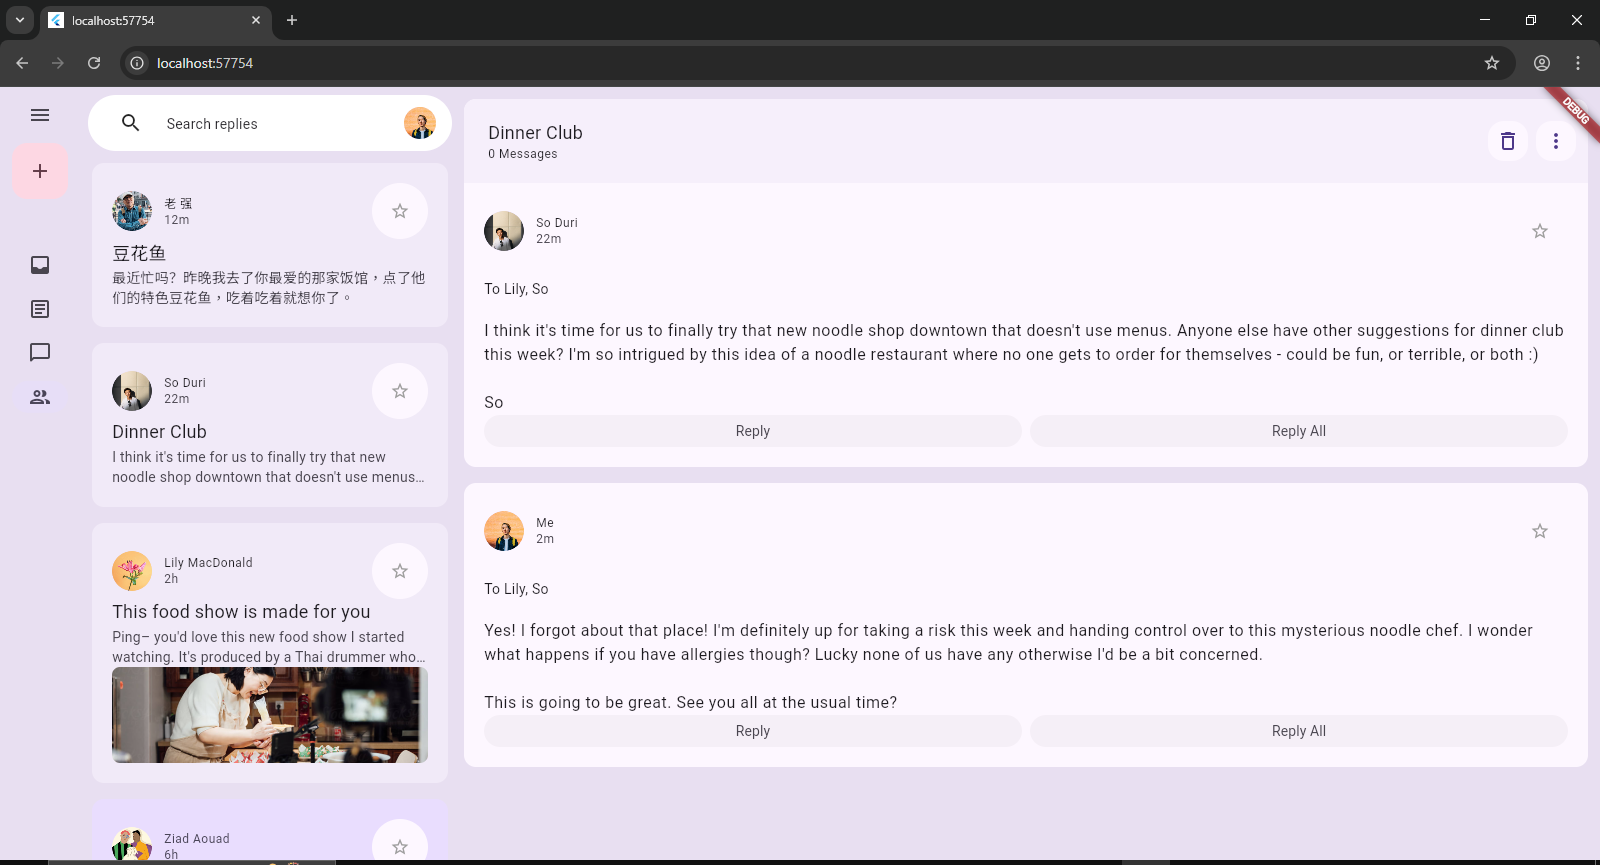 localhost:57754
localhost:57754
DEBUG
Search replies
老 强
12m
豆花鱼
最近忙吗？昨晚我去了你最爱的那家饭馆，点了他
们的特色豆花鱼，吃着吃着就想你了。
So Duri
22m
Dinner Club
I think it's time for us to finally try that new
noodle shop downtown that doesn't use menus…
Lily MacDonald
2h
This food show is made for you
Ping– you'd love this new food show I started
watching. It's produced by a Thai drummer who…
Ziad Aouad
6h
Dinner Club
0 Messages
So Duri
22m
To Lily, So
I think it's time for us to finally try that new noodle shop downtown that doesn't use menus. Anyone else have other suggestions for dinner club
this week? I'm so intrigued by this idea of a noodle restaurant where no one gets to order for themselves - could be fun, or terrible, or both :)
So
Reply
Reply All
Me
2m
To Lily, So
Yes! I forgot about that place! I'm definitely up for taking a risk this week and handing control over to this mysterious noodle chef. I wonder
what happens if you have allergies though? Lucky none of us have any otherwise I'd be a bit concerned.
This is going to be great. See you all at the usual time?
Reply
Reply All